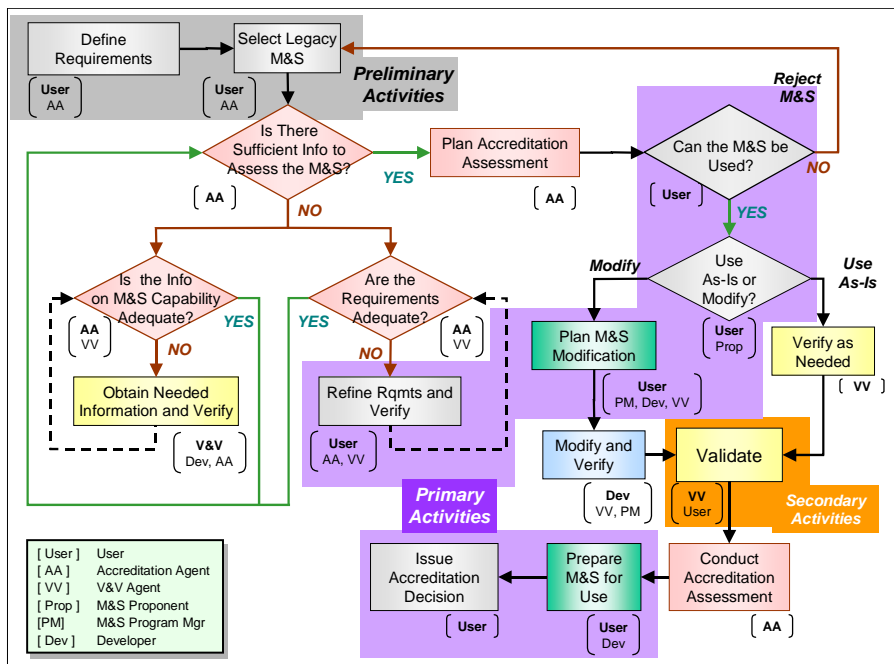 Define
Requirements
Select Legacy
M&S
User
AA
User
AA
Preliminary
Activities
Reject
M&S
Is There
Sufficient Info to
Assess the M&S?
YES
Plan Accreditation
Assessment
Can the M&S be
Used?
NO
[ AA ]
[ AA ]
[ User ]
NO
YES
Is the Info
on M&S Capability
Adequate?
YES
Are the
Requirements
Adequate?
YES
Modify
Use
As-Is or
Modify?
Use
As-Is
AA
VV
NO
AA
VV
NO
User
Prop
Plan M&S
Modification
Verify as
Needed
Obtain Needed
Information and Verify
Refine Rqmts and
Verify
User
PM, Dev, VV
[ VV ]
V&V
Dev, AA
User
AA, VV
Modify and
Verify
Validate
Primary
Activities
Dev
VV, PM
VV
User
Secondary
Activities
[ User ] User
[ AA ] Accreditation Agent
[ VV ] V&V Agent
[ Prop ] M&S Proponent
[PM] M&S Program Mgr
[ Dev ] Developer
Issue
Accreditation
Decision
Prepare
M&S for
Use
Conduct
Accreditation
Assessment
[ User ]
User
Dev
[ AA ]